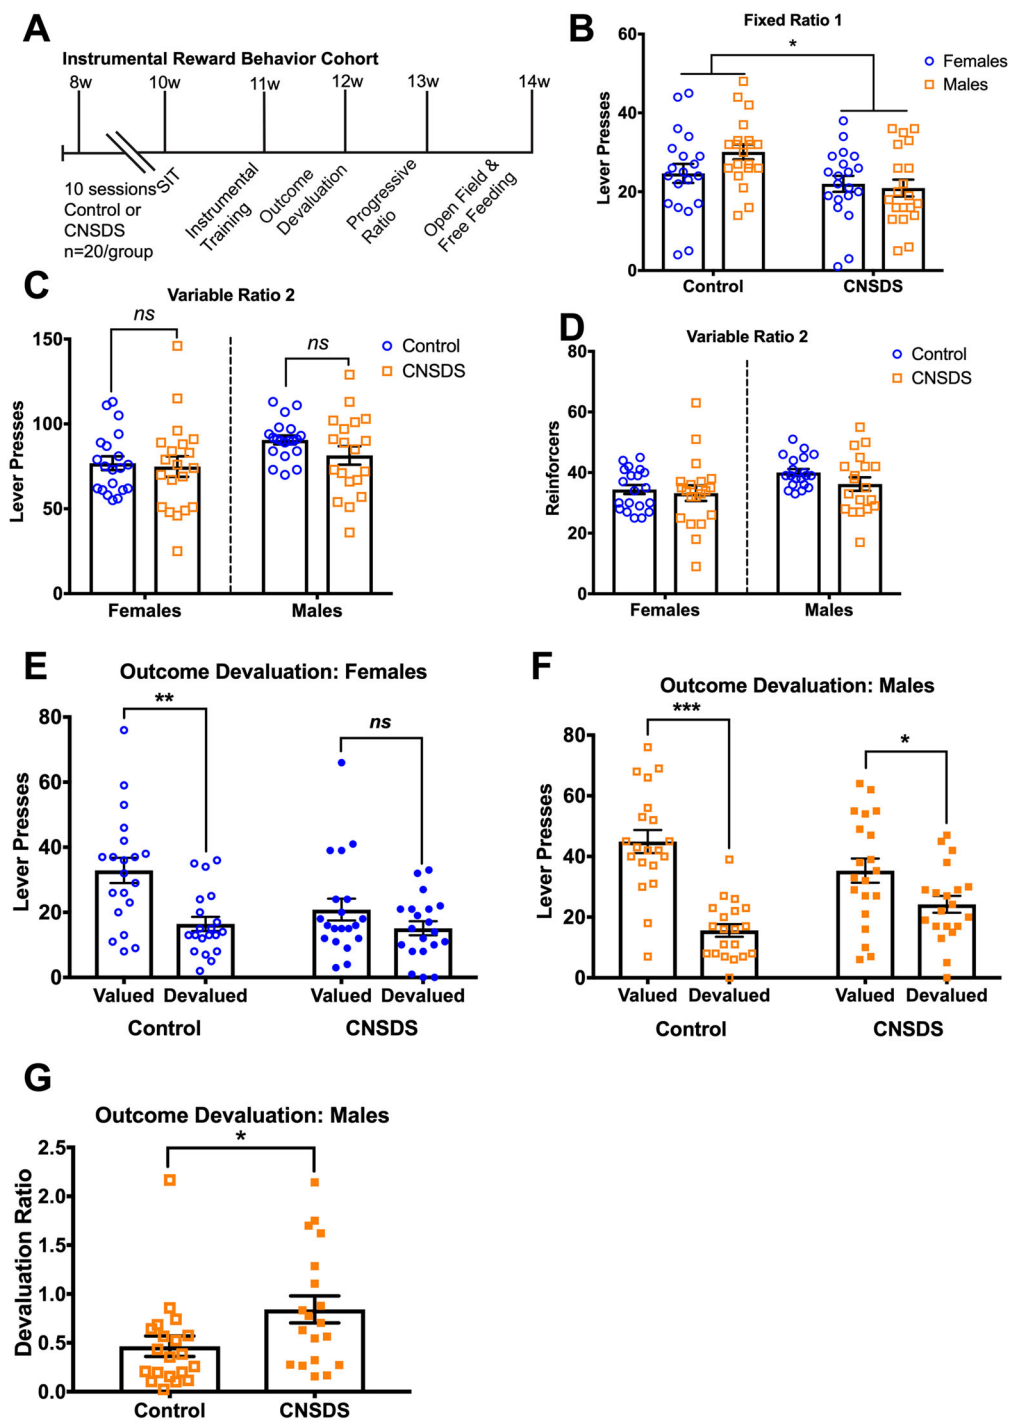 A
Instrumental Reward Behavior Cohort
8w
10w
11w
12w
13w
14w
10 sessions
Control or
CNSDS
n=20/group
SIT
Instrumental
Training
Outcome
Devaluation
Progressive
Ratio
Open Field &
Free Feeding
B
Fixed Ratio 1
*
Females
Males
Lever Presses
60
40
20
0
Control
CNSDS
C
Variable Ratio 2
ns
ns
Control
CNSDS
Lever Presses
150
100
50
0
Females
Males
D
Variable Ratio 2
Control
CNSDS
Reinforcers
80
60
40
20
0
Females
Males
E
Outcome Devaluation: Females
**
ns
Lever Presses
80
60
40
20
0
Valued
Devalued
Valued
Devalued
Control
CNSDS
F
Outcome Devaluation: Males
***
*
Lever Presses
80
60
40
20
0
Valued
Devalued
Valued
Devalued
Control
CNSDS
G
Outcome Devaluation: Males
*
Devaluation Ratio
2.5
2.0
1.5
1.0
0.5
0.0
Control
CNSDS